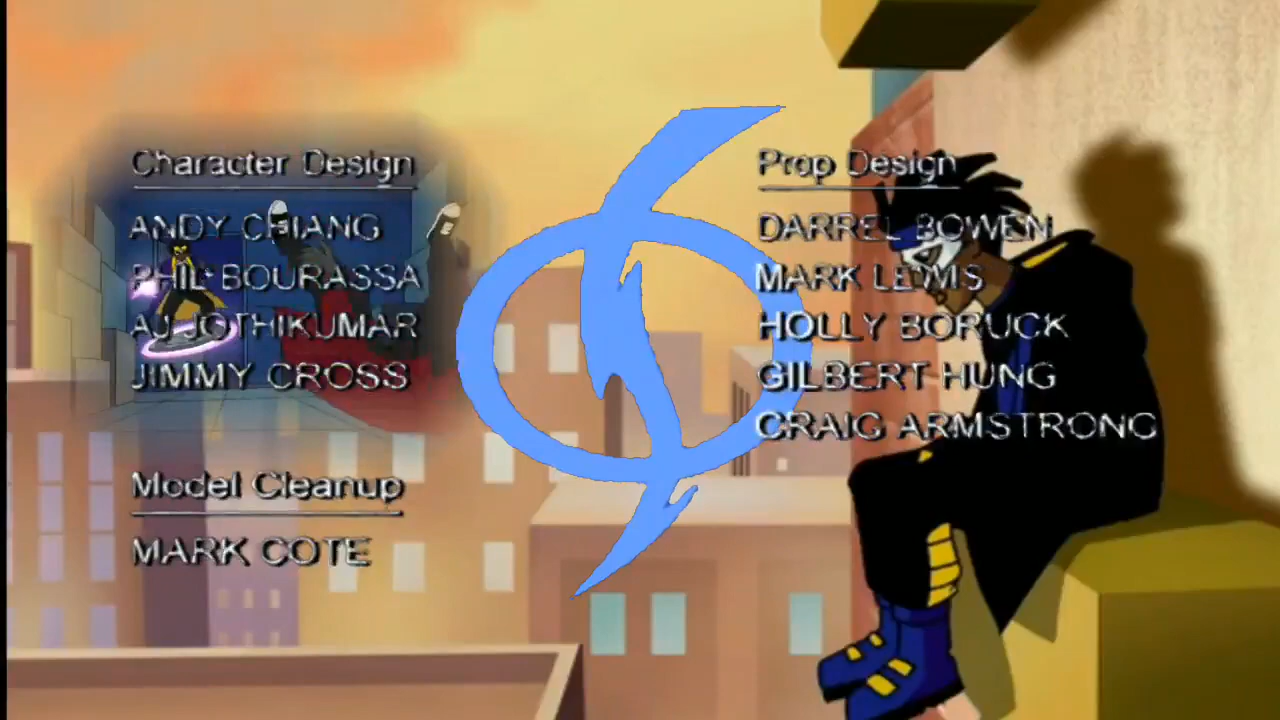 Character Design
ANDY CHIANG
PHIL BOURASSA
AJ JOTHIKUMAR
JIMMY CROSS
Model Cleanup
MARK COTE
Prop Design
DARREL BOWEN
MARK LEWIS
HOLLY BORUCK
GILBERT HUNG
CRAIG ARMSTRONG